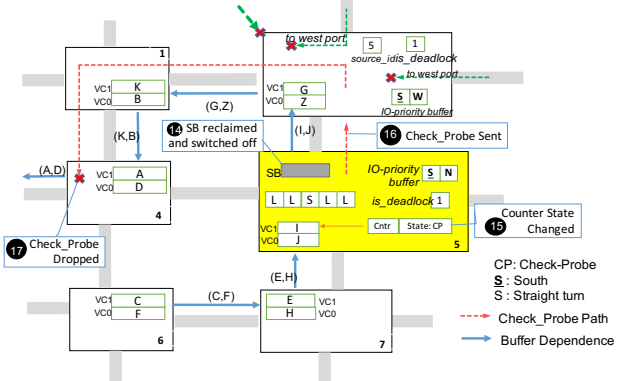 to west port
5
1
source_id
is_deadlock
to west port
S W
IO-priority buffer
1
VC1
VC0
K
B
(G,Z)
VC1
VC0
G
Z
(K,B)
14 SB reclaimed
and switched off
(I,J)
16 Check_Probe Sent
(A,D)
VC1
VC0
A
D
4
SB
IO-priority
buffer
S N
L L S L L
is_deadlock 1
VC1
VC0
I
J
Cntr State: CP
5
15 Counter State
Changed
17 Check_Probe
Dropped
(E,H)
CP: Check-Probe
S : South
S : Straight turn
Check_Probe Path
Buffer Dependence
VC1
VC0
C
F
6
(C,F)
E
H
VC1
VC0
7